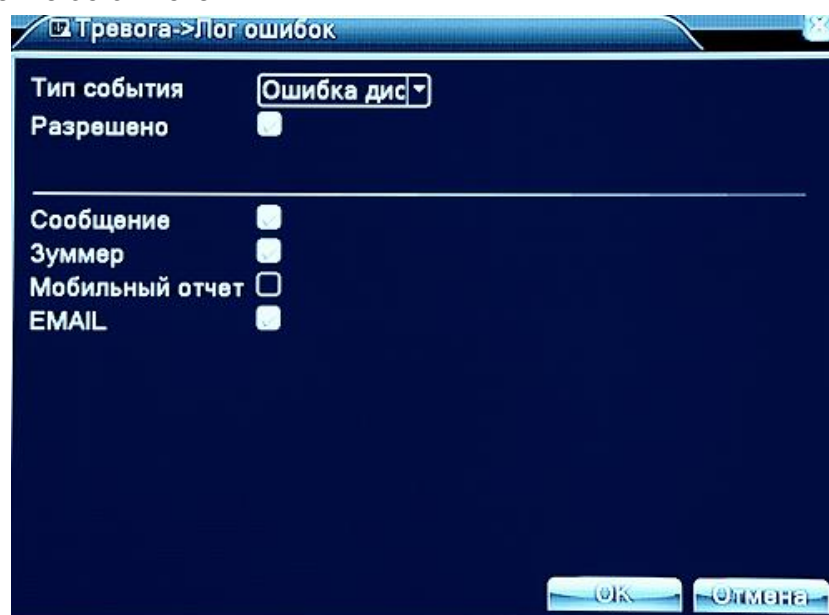 Тревога->Лог ошибок
Тип события Ошибка дис
Разрешено
Сообщение
Зуммер
Мобильный отчет
EMAIL
OK Отмена